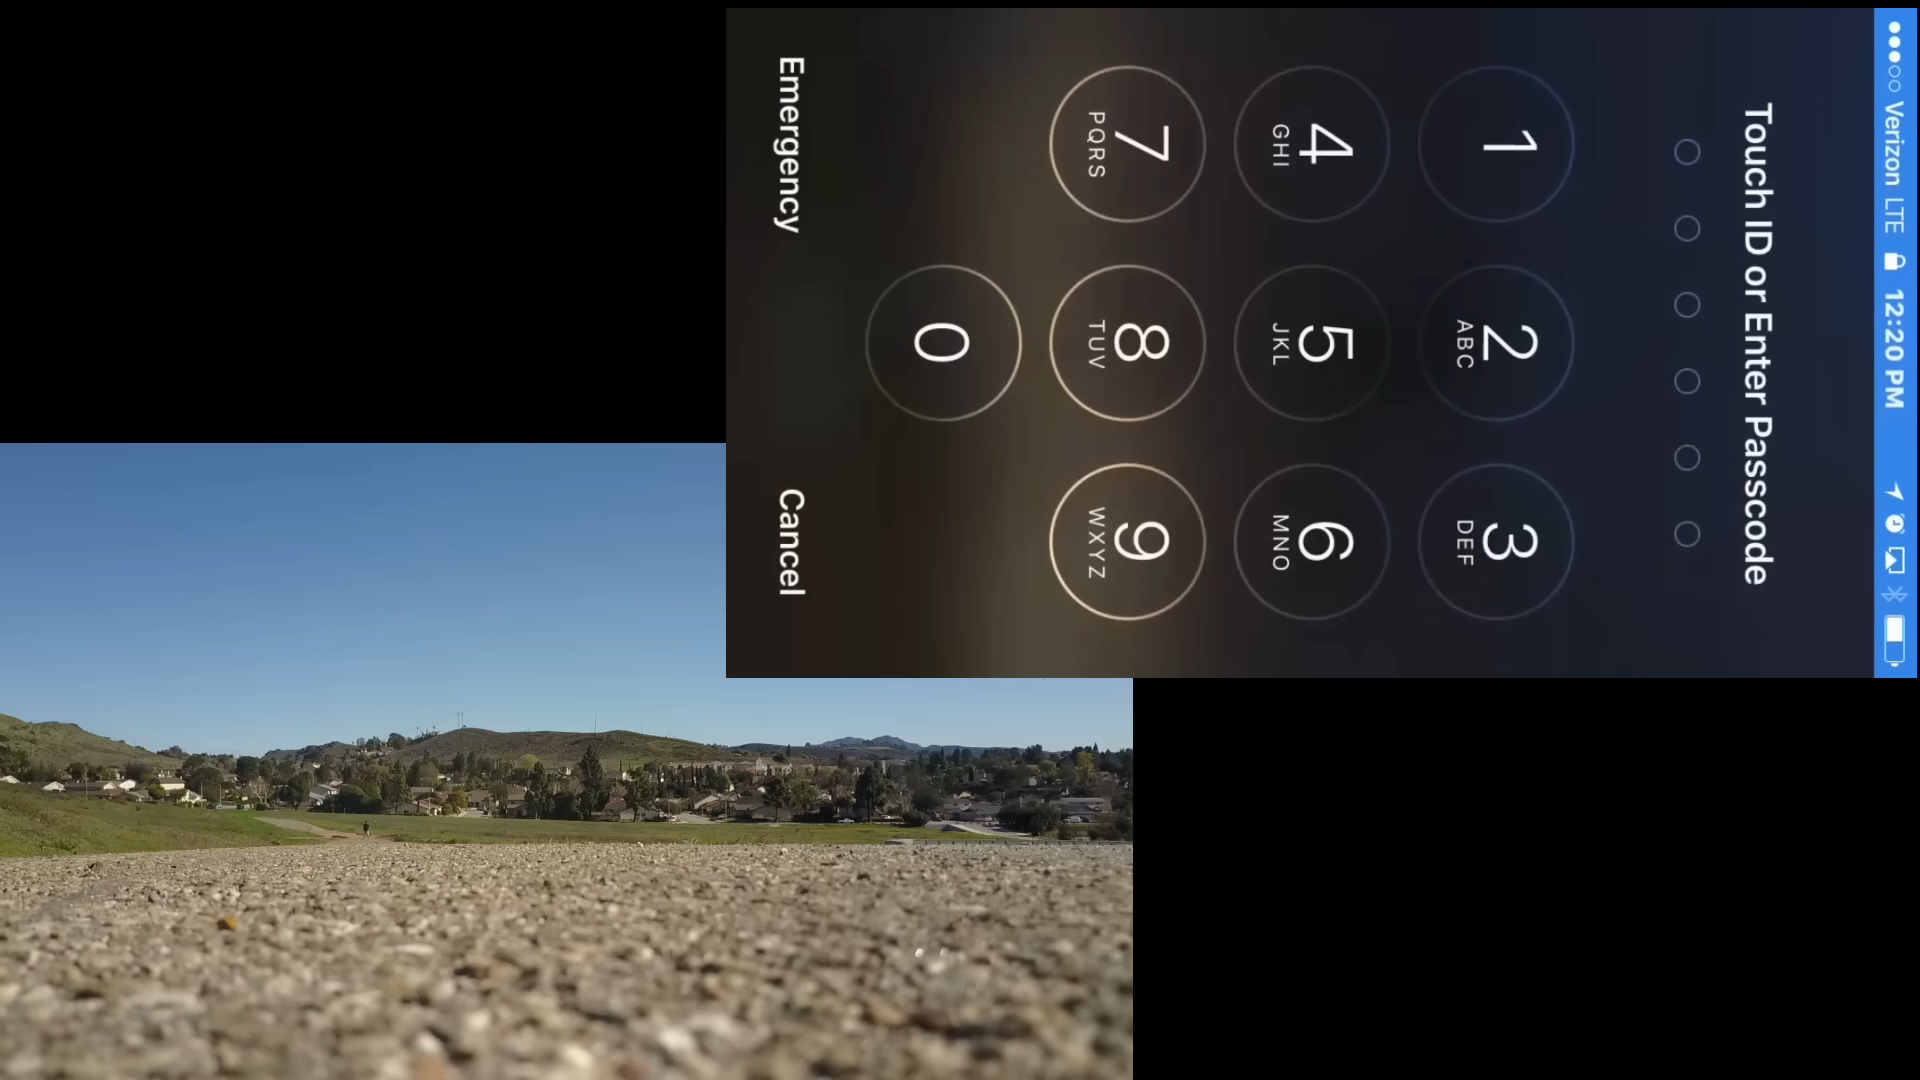 Verizon LTE 12:20 PM
Touch ID or Enter Passcode
1
2
ABC
3
DEF
4
GHI
5
JKL
6
MNO
7
PQRS
8
TUV
9
WXYZ
0
Emergency
Cancel